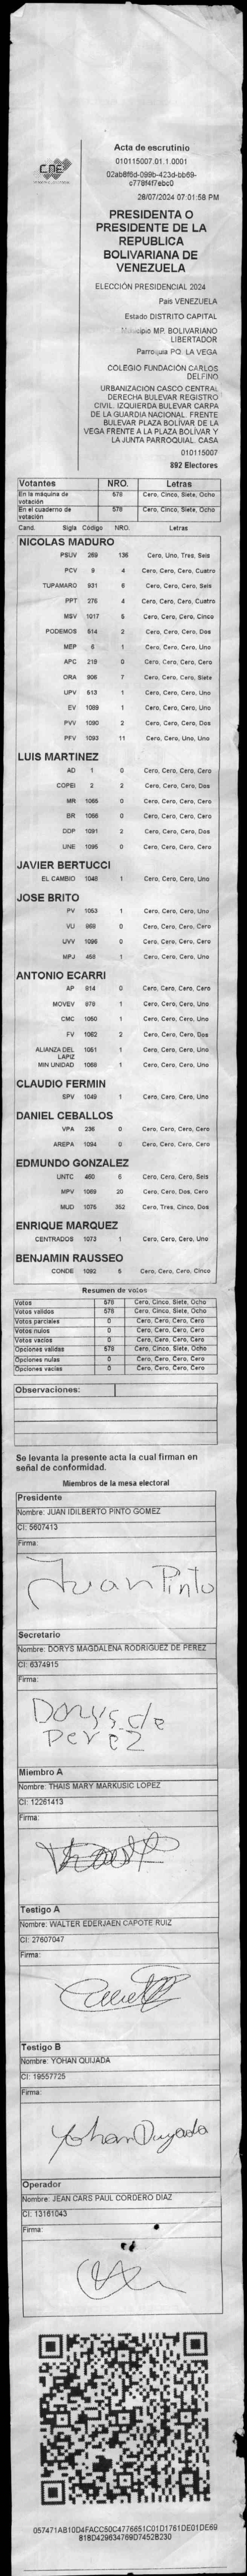 CNE
Acta de escrutinio
010115007.01.1.0001
02ab8f6d-099b-423d-bb69-
c778f4f7ebc0
28/07/2024 07:01:58 PM
PRESIDENTA O
PRESIDENTE DE LA
REPUBLICA
BOLIVARIANA DE
VENEZUELA
ELECCIÓN PRESIDENCIAL 2024
País VENEZUELA
Estado DISTRITO CAPITAL
Municipio MP. BOLIVARIANO
LIBERTADOR
Parroquia PQ. LA VEGA
COLEGIO FUNDACIÓN CARLOS
DELFINO
URBANIZACION CASCO CENTRAL
DERECHA BULEVAR REGISTRO
CIVIL. IZQUIERDA BULEVAR CARPA
DE LA GUARDIA NACIONAL. FRENTE
BULEVAR PLAZA BOLÍVAR DE LA
VEGA FRENTE A LA PLAZA BOLÍVAR Y
LA JUNTA PARROQUIAL. CASA
010115007
892 Electores
Votantes NRO. Letras
En la máquina de votación 578 Cero, Cinco, Siete, Ocho
En el cuaderno de votación 578 Cero, Cinco, Siete, Ocho
Cand. Sigla Código NRO. Letras
NICOLAS MADURO
PSUV 269 136 Cero, Uno, Tres, Seis
PCV 9 4 Cero, Cero, Cero, Cuatro
TUPAMARO 931 6 Cero, Cero, Cero, Seis
PPT 276 4 Cero, Cero, Cero, Cuatro
MSV 1017 5 Cero, Cero, Cero, Cinco
PODEMOS 514 2 Cero, Cero, Cero, Dos
MEP 6 1 Cero, Cero, Cero, Uno
APC 219 0 Cero, Cero, Cero, Cero
ORA 906 7 Cero, Cero, Cero, Siete
UPV 613 1 Cero, Cero, Cero, Uno
EV 1089 1 Cero, Cero, Cero, Uno
PVV 1090 2 Cero, Cero, Cero, Dos
PFV 1093 11 Cero, Cero, Uno, Uno
LUIS MARTINEZ
AD 1 0 Cero, Cero, Cero, Cero
COPEI 2 2 Cero, Cero, Cero, Dos
MR 1065 0 Cero, Cero, Cero, Cero
BR 1066 0 Cero, Cero, Cero, Cero
DDP 1091 2 Cero, Cero, Cero, Dos
UNE 1095 0 Cero, Cero, Cero, Cero
JAVIER BERTUCCI
EL CAMBIO 1048 1 Cero, Cero, Cero, Uno
JOSE BRITO
PV 1053 1 Cero, Cero, Cero, Uno
VU 969 0 Cero, Cero, Cero, Cero
UVV 1096 0 Cero, Cero, Cero, Cero
MPJ 458 1 Cero, Cero, Cero, Uno
ANTONIO ECARRI
AP 814 0 Cero, Cero, Cero, Cero
MOVEV 978 1 Cero, Cero, Cero, Uno
CMC 1050 1 Cero, Cero, Cero, Uno
FV 1062 2 Cero, Cero, Cero, Dos
ALIANZA DEL LAPIZ 1051 1 Cero, Cero, Cero, Uno
MIN UNIDAD 1068 1 Cero, Cero, Cero, Uno
CLAUDIO FERMIN
SPV 1049 1 Cero, Cero, Cero, Uno
DANIEL CEBALLOS
VPA 236 0 Cero, Cero, Cero, Cero
AREPA 1094 0 Cero, Cero, Cero, Cero
EDMUNDO GONZALEZ
UNTC 460 6 Cero, Cero, Cero, Seis
MPV 1069 20 Cero, Cero, Dos, Cero
MUD 1075 352 Cero, Tres, Cinco, Dos
ENRIQUE MARQUEZ
CENTRADOS 1073 1 Cero, Cero, Cero, Uno
BENJAMIN RAUSSEO
CONDE 1092 5 Cero, Cero, Cero, Cinco
Resumen de votos
Votos 578 Cero, Cinco, Siete, Ocho
Votos validos 578 Cero, Cinco, Siete, Ocho
Votos parciales 0 Cero, Cero, Cero, Cero
Votos nulos 0 Cero, Cero, Cero, Cero
Votos vacios 0 Cero, Cero, Cero, Cero
Opciones validas 578 Cero, Cinco, Siete, Ocho
Opciones nulas 0 Cero, Cero, Cero, Cero
Opciones vacias 0 Cero, Cero, Cero, Cero
Observaciones:
Se levanta la presente acta la cual firman en
señal de conformidad.
Miembros de la mesa electoral
Presidente
Nombre: JUAN IDILBERTO PINTO GOMEZ
CI: 5607413
Firma:
Juan Pinto
Secretario
Nombre: DORYS MAGDALENA RODRIGUEZ DE PEREZ
CI: 6374915
Firma:
Dorys de
Perez
Miembro A
Nombre: THAIS MARY MARKUSIC LOPEZ
CI: 12261413
Firma:
Testigo A
Nombre: WALTER EDERJAEN CAPOTE RUIZ
CI: 27607047
Firma:
Testigo B
Nombre: YOHAN QUIJADA
CI: 19557725
Firma:
Yohan Quijada
Operador
Nombre: JEAN CARS PAUL CORDERO DIAZ
CI: 13161043
Firma:
057471AB10D4FACC50C4776651C01D1761DE01DE69
818D429634769D7452B230